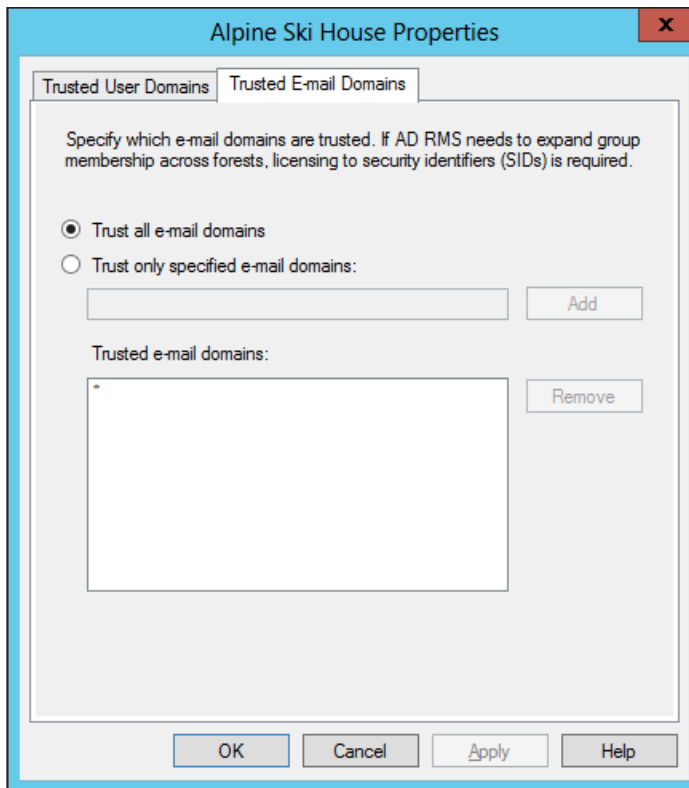 Alpine Ski House Properties
x
Trusted User Domains Trusted E-mail Domains
Specify which e-mail domains are trusted. If AD RMS needs to expand group
membership across forests, licensing to security identifiers (SIDs) is required.
Trust all e-mail domains
Trust only specified e-mail domains:
Add
Trusted e-mail domains:
*
Remove
OK Cancel Apply Help